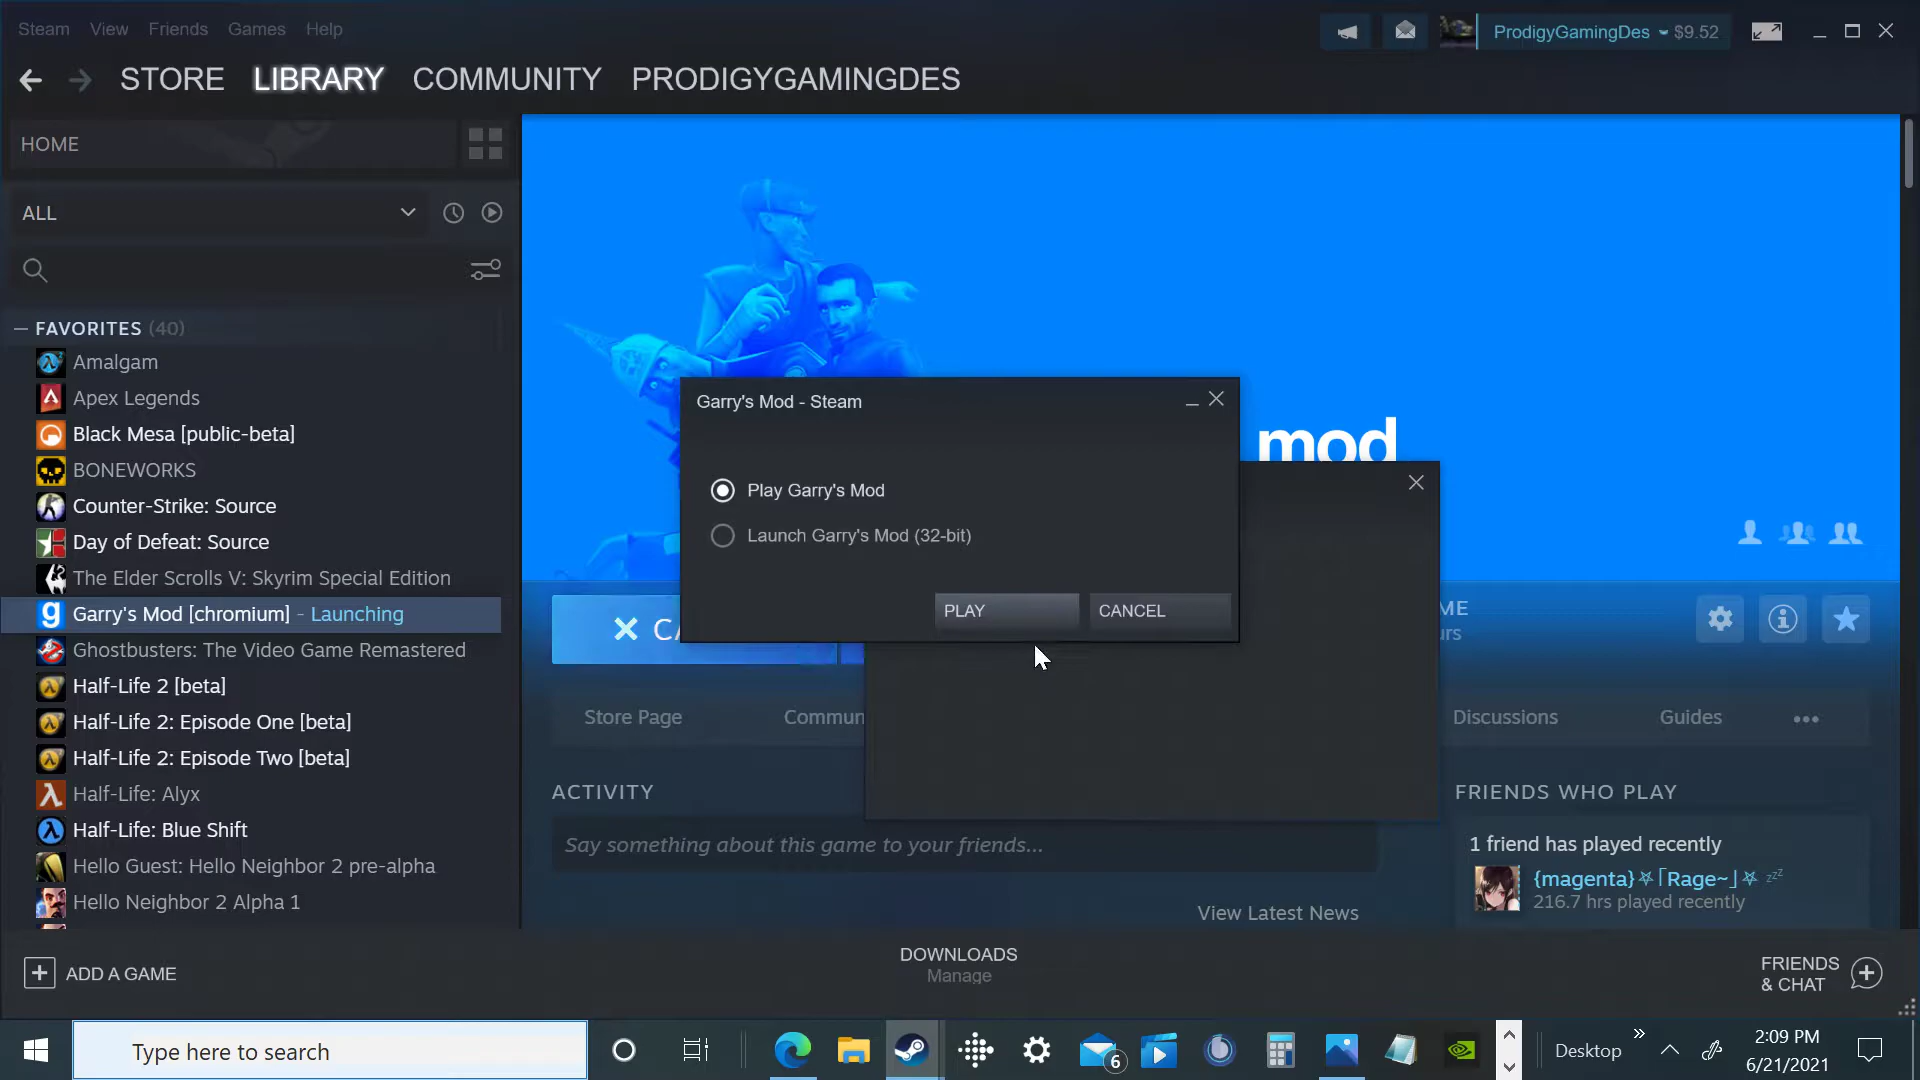 Steam View Friends Games Help
ProdigyGamingDes $9.52
STORE LIBRARY COMMUNITY PRODIGYGAMINGDES
HOME
ALL
FAVORITES (40)
Amalgam
Apex Legends
Black Mesa [public-beta]
BONEWORKS
Counter-Strike: Source
Day of Defeat: Source
The Elder Scrolls V: Skyrim Special Edition
Garry's Mod [chromium] - Launching
Ghostbusters: The Video Game Remastered
Half-Life 2 [beta]
Half-Life 2: Episode One [beta]
Half-Life 2: Episode Two [beta]
Half-Life: Alyx
Half-Life: Blue Shift
Hello Guest: Hello Neighbor 2 pre-alpha
Hello Neighbor 2 Alpha 1
ADD A GAME
mod
Garry's Mod - Steam
Play Garry's Mod
Launch Garry's Mod (32-bit)
PLAY CANCEL
Store Page Discussions Guides
ACTIVITY
Say something about this game to your friends...
View Latest News
FRIENDS WHO PLAY
1 friend has played recently
{magenta}⛧「Rage~」⛧ zzz
216.7 hrs played recently
DOWNLOADS
Manage
FRIENDS
& CHAT
Type here to search
6
Desktop
2:09 PM
6/21/2021